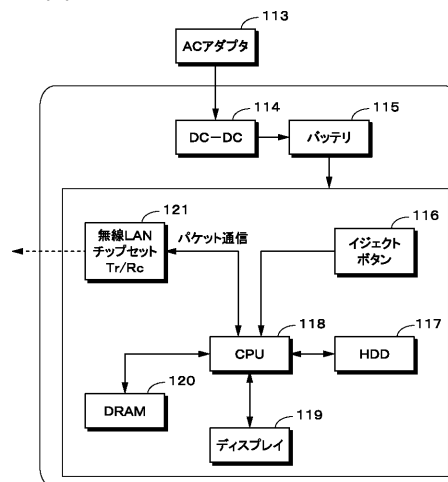 113
ACアダプタ
114
115
DC－DC
バッテリ
121
116
無線LAN
チップセット
Tr/Rc
パケット通信
イジェクト
ボタン
118
117
CPU
HDD
120
DRAM
119
ディスプレイ